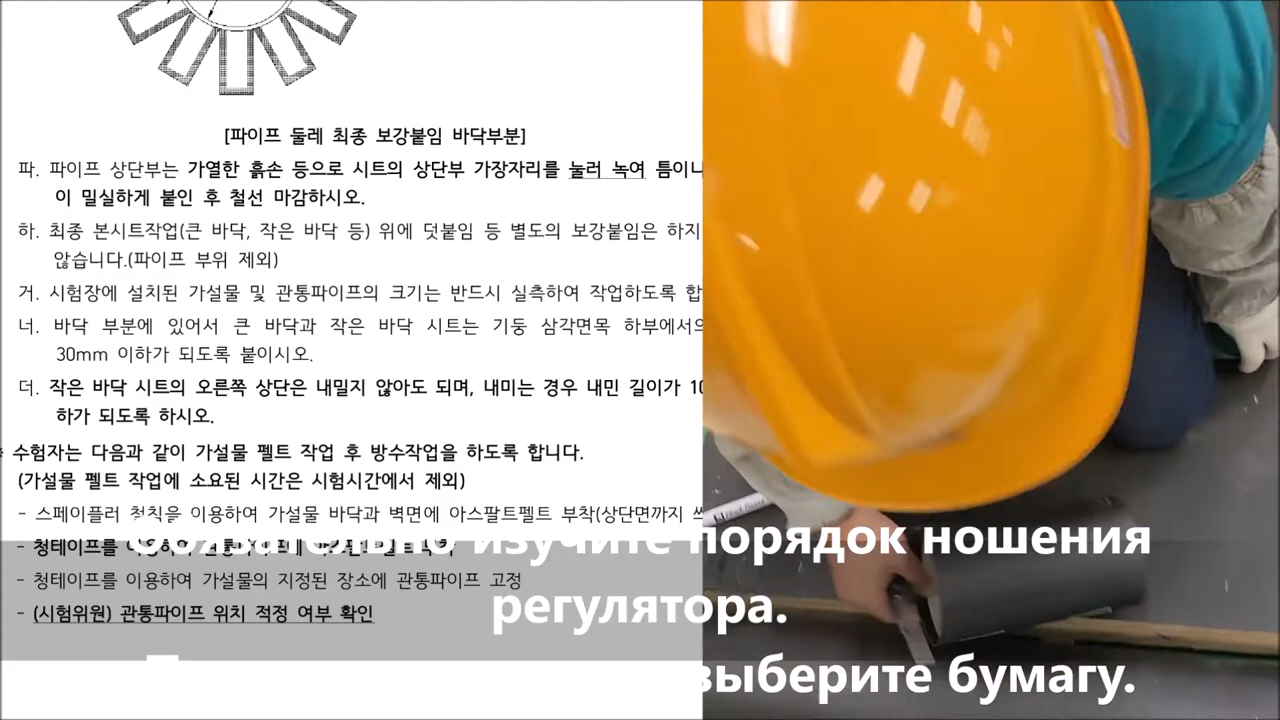 [파이프 둘레 최종 보강붙임 바닥부분]
파. 파이프 상단부는 가열한 흙손 등으로 시트의 상단부 가장자리를 눌러 녹여 틈이
이 밀실하게 붙인 후 철선 마감하시오.
하. 최종 본시트작업(큰 바닥, 작은 바닥 등) 위에 덧붙임 등 별도의 보강붙임은 하지
않습니다.(파이프 부위 제외)
거. 시험장에 설치된 가설물 및 관통파이프의 크기는 반드시 실측하여 작업하도록 합
너. 바닥 부분에 있어서 큰 바닥과 작은 바닥 시트는 기둥 삼각면목 하부에서
30mm 이하가 되도록 붙이시오.
더. 작은 바닥 시트의 오른쪽 상단은 내밀지 않아도 되며, 내미는 경우 내민 길이가
하가 되도록 하시오.
수험자는 다음과 같이 가설물 펠트 작업 후 방수작업을 하도록 합니다.
(가설물 펠트 작업에 소요된 시간은 시험시간에서 제외)
- 스페이플러 철침을 이용하여 가설물 바닥과 벽면에 아스팔트펠트 부착(상단면까지
- 청테이프를
- 청테이프를 이용하여 가설물의 지정된 장소에 관통파이프 고정
- (시험위원) 관통파이프 위치 적정 여부 확인
изучите порядок ношения
регулятора.
выберите бумагу.